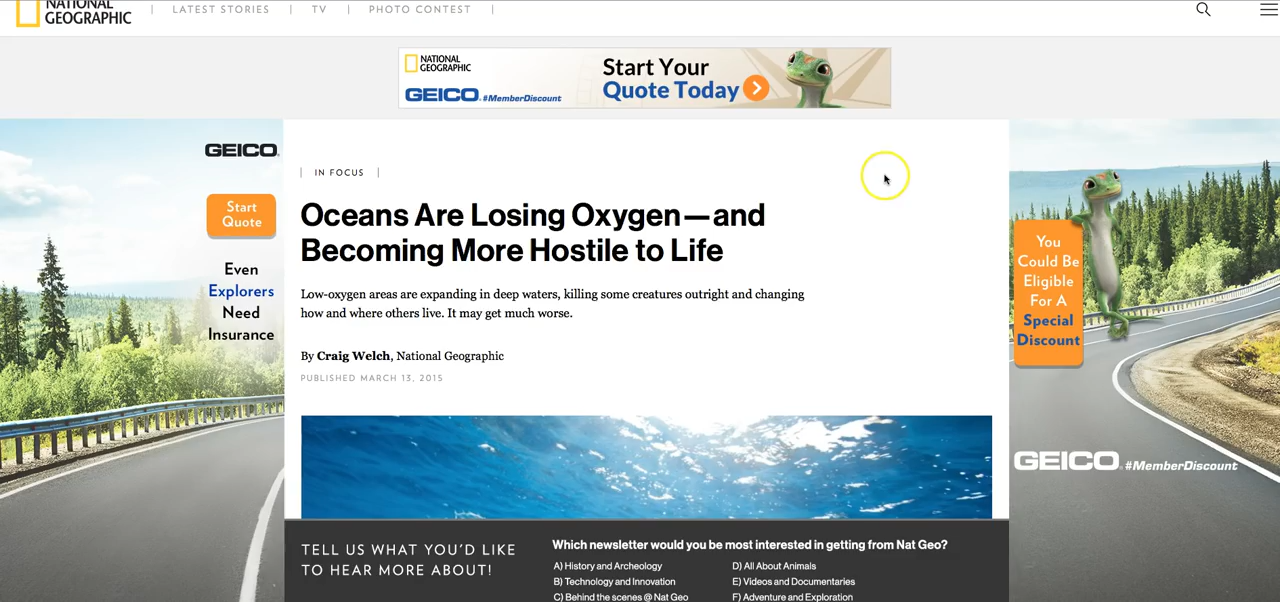 NATIONAL
GEOGRAPHIC
LATEST STORIES
TV
PHOTO CONTEST
NATIONAL
GEOGRAPHIC
GEICO #MemberDiscount
Start Your
Quote Today
GEICO
Start
Quote
Even
Explorers
Need
Insurance
IN FOCUS
Oceans Are Losing Oxygen—and
Becoming More Hostile to Life
Low-oxygen areas are expanding in deep waters, killing some creatures outright and changing
how and where others live. It may get much worse.
By Craig Welch, National Geographic
PUBLISHED MARCH 13, 2015
You
Could Be
Eligible
For A
Special
Discount
GEICO #MemberDiscount
TELL US WHAT YOU'D LIKE
TO HEAR MORE ABOUT!
Which newsletter would you be most interested in getting from Nat Geo?
A) History and Archeology
B) Technology and Innovation
C) Behind the scenes @ Nat Geo
D) All About Animals
E) Videos and Documentaries
F) Adventure and Exploration